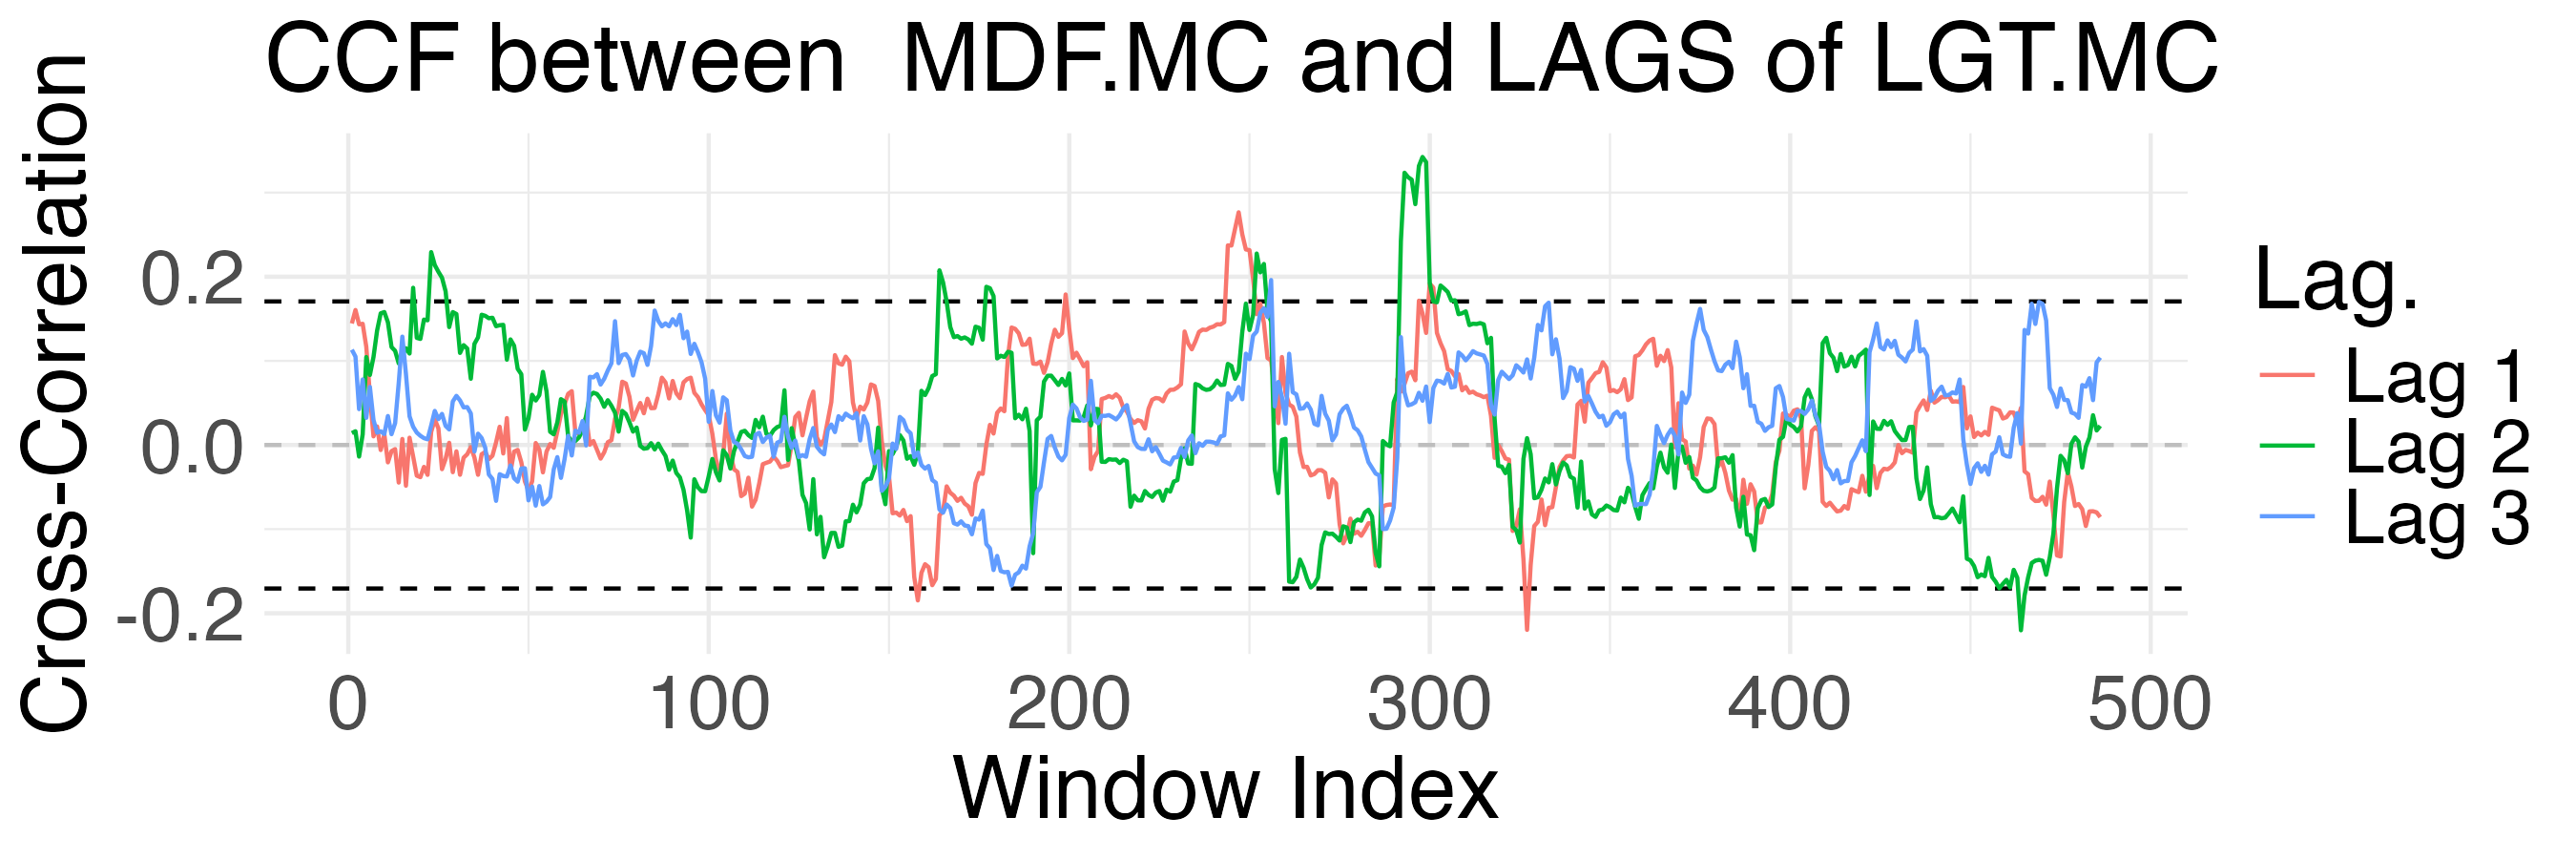 CCF between  MDF.MC and LAGS of LGT.MC
Cross-Correlation
0.2
0.0
-0.2
0 100 200 300 400 500
Window Index
Lag.
Lag 1
Lag 2
Lag 3